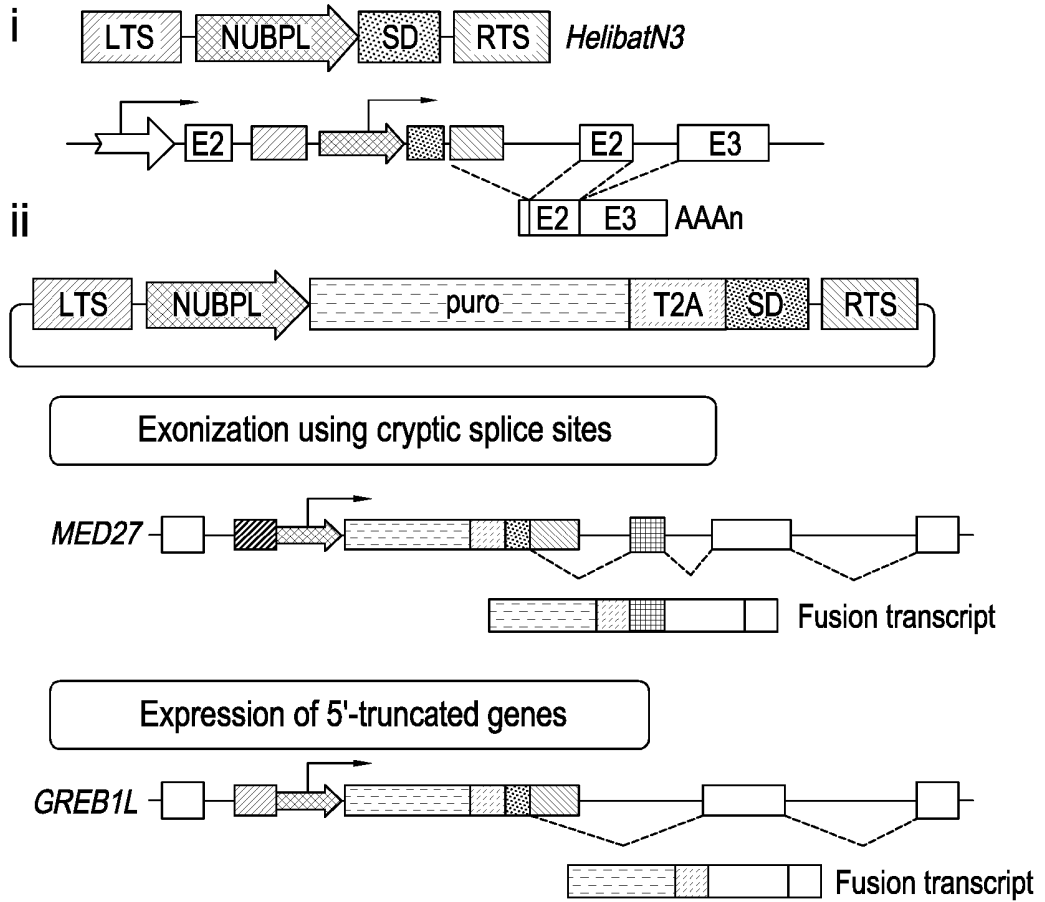 i
LTS NUBPL SD RTS HelibatN3
E2 E2 E3
E2 E3 AAAn
ii
LTS NUBPL puro T2A SD RTS
Exonization using cryptic splice sites
MED27
Fusion transcript
Expression of 5'-truncated genes
GREB1L
Fusion transcript